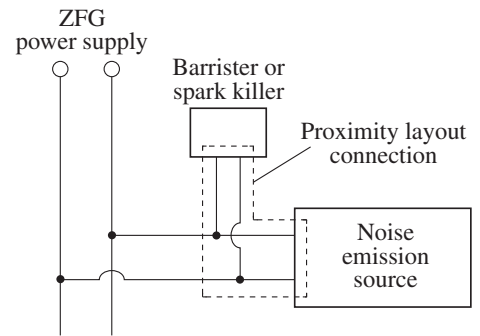 ZFG
power supply
Barrister or
spark killer
Proximity layout
connection
Noise
emission
source